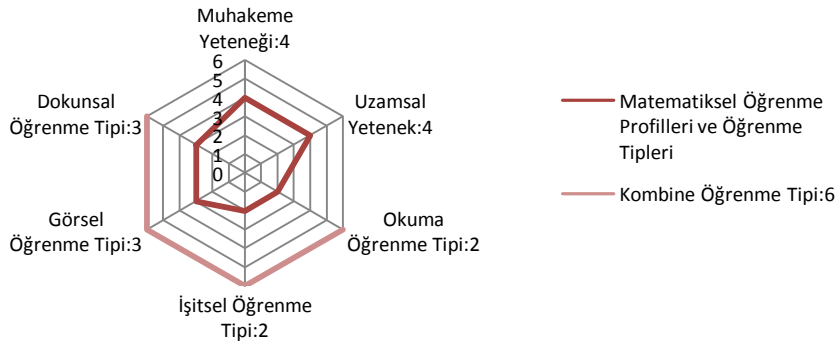 Muhakeme
Yeteneği:4
6
5
4
3
2
1
0
Uzamsal
Yetenek:4
Okuma
Öğrenme Tipi:2
İşitsel Öğrenme
Tipi:2
Görsel
Öğrenme Tipi:3
Dokunsal
Öğrenme Tipi:3
Matematiksel Öğrenme
Profilleri ve Öğrenme
Tipleri
Kombine Öğrenme Tipi:6